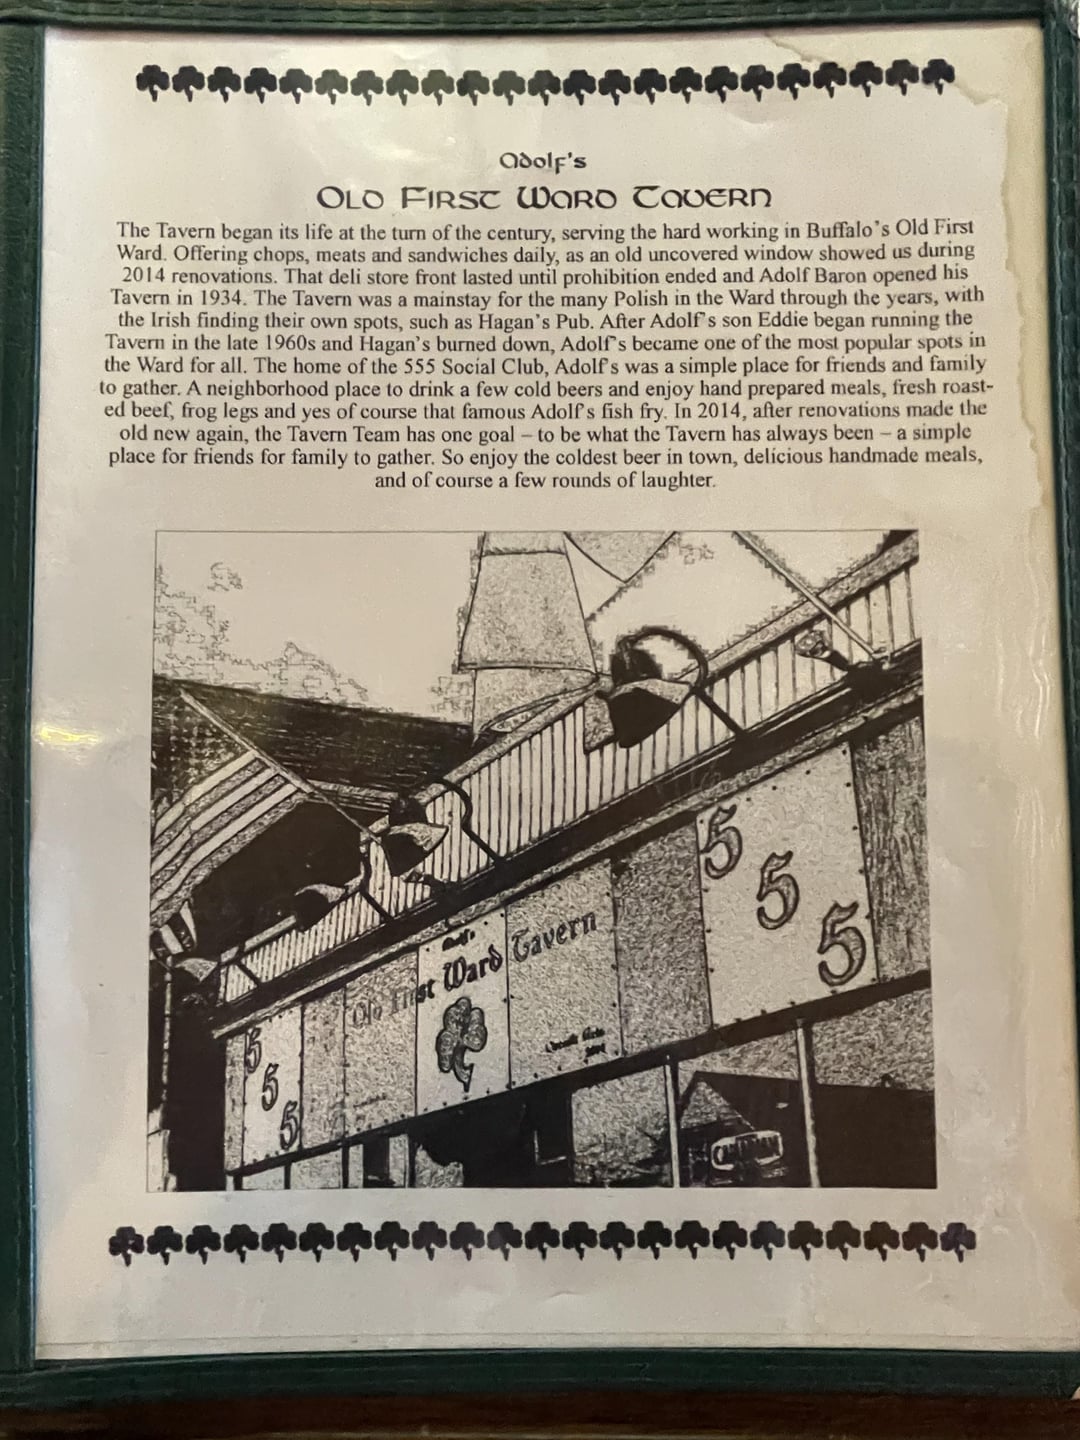 Adolf's
Old First Ward Tavern
The Tavern began its life at the turn of the century, serving the hard working in Buffalo's Old First
Ward. Offering chops, meats and sandwiches daily, as an old uncovered window showed us during
2014 renovations. That deli store front lasted until prohibition ended and Adolf Baron opened his
Tavern in 1934. The Tavern was a mainstay for the many Polish in the Ward through the years, with
the Irish finding their own spots, such as Hagan's Pub. After Adolf's son Eddie began running the
Tavern in the late 1960s and Hagan's burned down, Adolf's became one of the most popular spots in
the Ward for all. The home of the 555 Social Club, Adolf's was a simple place for friends and family
to gather. A neighborhood place to drink a few cold beers and enjoy hand prepared meals, fresh roast-
ed beef, frog legs and yes of course that famous Adolf's fish fry. In 2014, after renovations made the
old new again, the Tavern Team has one goal – to be what the Tavern has always been – a simple
place for friends for family to gather. So enjoy the coldest beer in town, delicious handmade meals,
and of course a few rounds of laughter.
555
Adolf's
Old First Ward Tavern
555